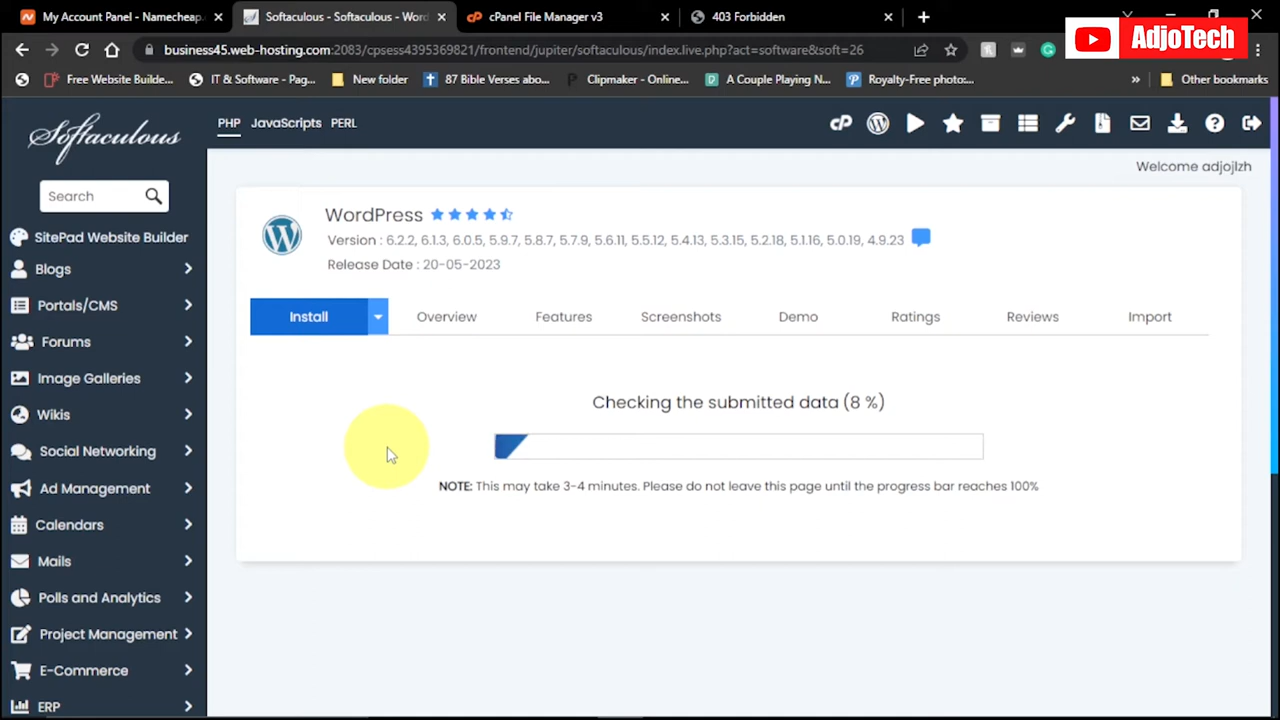 My Account Panel - Namecheap.
Softaculous - Softaculous - Wor
cPanel File Manager v3
403 Forbidden
business45.web-hosting.com:2083/cpsess4395369821/frontend/jupiter/softaculous/index.live.php?act=software&soft=26
AdjoTech
Free Website Builde...
IT & Software - Pag...
New folder
87 Bible Verses abo...
Clipmaker - Online...
A Couple Playing N...
Royalty-Free photo:...
»
Other bookmarks
Softaculous
PHP
JavaScripts
PERL
cP
Welcome adjojlzh
Search
SitePad Website Builder
Blogs
Portals/CMS
Forums
Image Galleries
Wikis
Social Networking
Ad Management
Calendars
Mails
Polls and Analytics
Project Management
E-Commerce
ERP
WordPress
Version : 6.2.2, 6.1.3, 6.0.5, 5.9.7, 5.8.7, 5.7.9, 5.6.11, 5.5.12, 5.4.13, 5.3.15, 5.2.18, 5.1.16, 5.0.19, 4.9.23
Release Date : 20-05-2023
Install
Overview
Features
Screenshots
Demo
Ratings
Reviews
Import
Checking the submitted data (8 %)
NOTE: This may take 3-4 minutes. Please do not leave this page until the progress bar reaches 100%